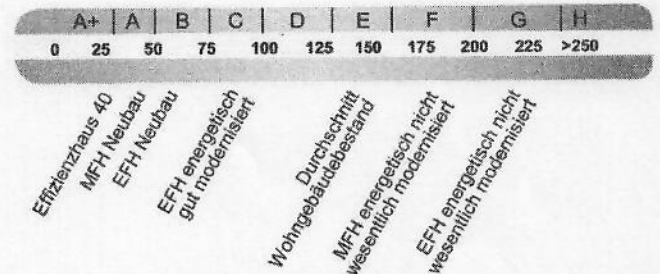 A+ A B C D E F G H
0 25 50 75 100 125 150 175 200 225 >250
Effizienzhaus 40
MFH Neubau
EFH Neubau
EFH energetisch
gut modernisiert
Durchschnitt
Wohngebäudebestand
MFH energetisch nicht
wesentlich modernisiert
EFH energetisch nicht
wesentlich modernisiert